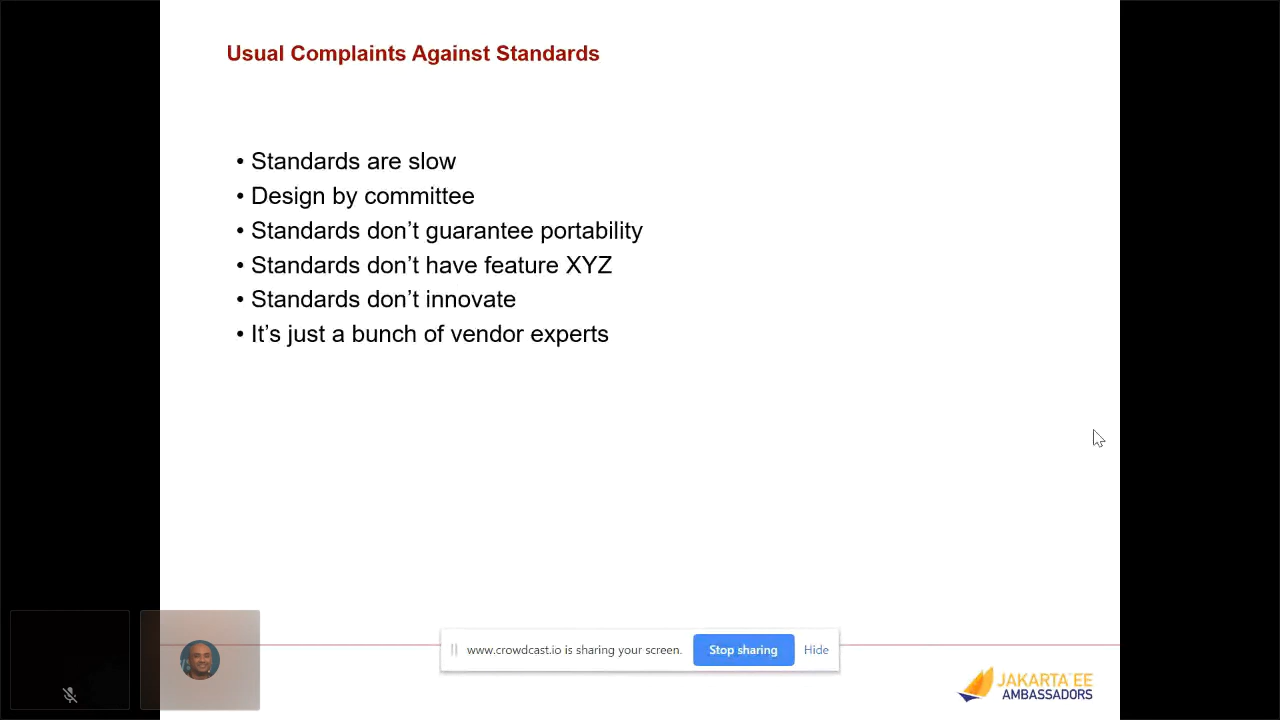 Usual Complaints Against Standards
• Standards are slow
• Design by committee
• Standards don’t guarantee portability
• Standards don’t have feature XYZ
• Standards don’t innovate
• It’s just a bunch of vendor experts
www.crowdcast.io is sharing your screen. Stop sharing Hide
JAKARTA EE
AMBASSADORS